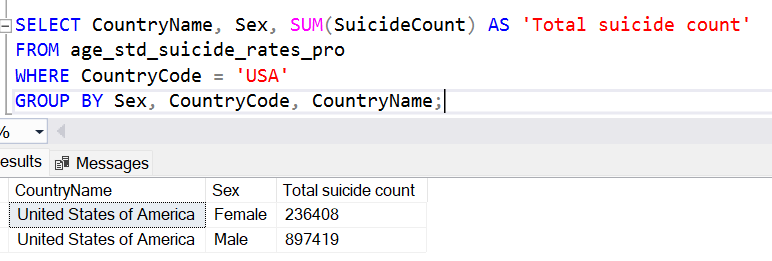 SELECT CountryName, Sex, SUM(SuicideCount) AS 'Total suicide count'
FROM age_std_suicide_rates_pro
WHERE CountryCode = 'USA'
GROUP BY Sex, CountryCode, CountryName;
%
esults Messages
CountryName Sex Total suicide count
United States of America Female 236408
United States of America Male 897419